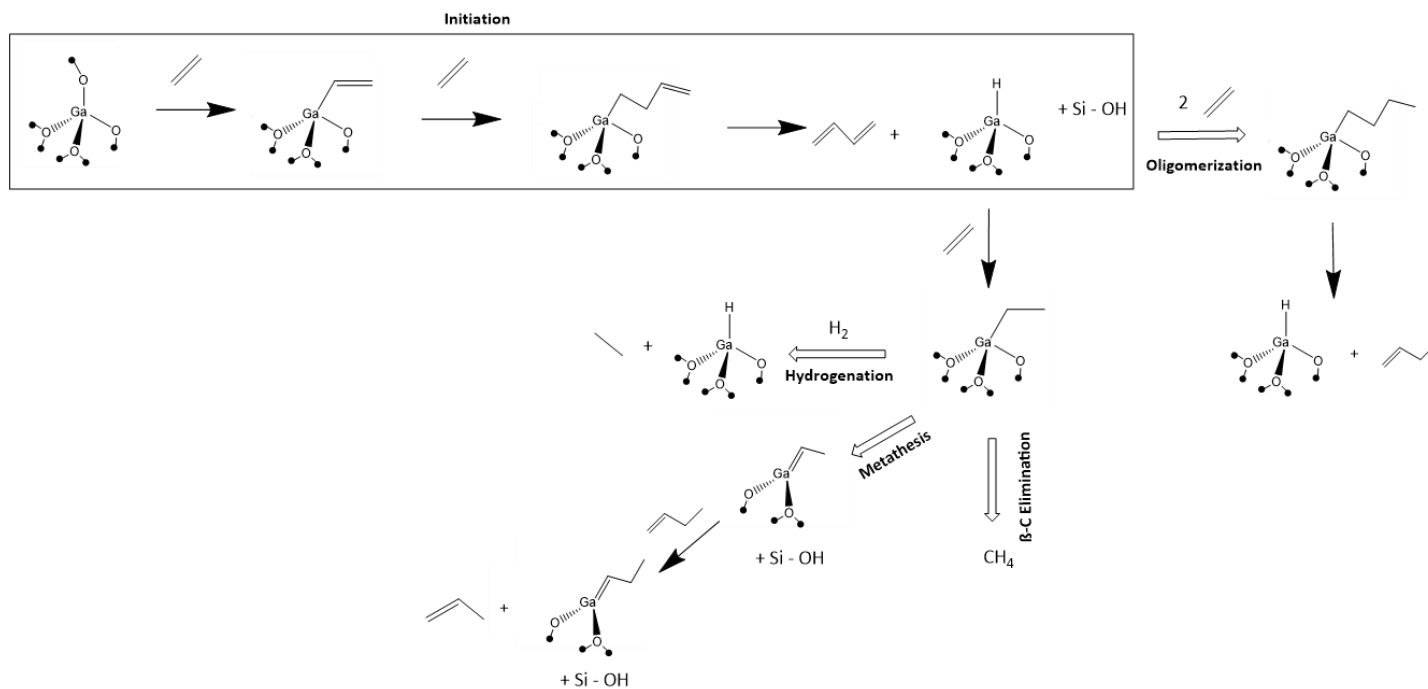 Initiation
O
Ga
O
O
O
Ga
O
O
O
Ga
O
O
O
+
H
Ga
O
O
O
+ Si - OH
2
Oligomerization
Ga
O
O
O
+
H
Ga
O
O
O
H2
Hydrogenation
Ga
O
O
O
H
Ga
O
O
O
+
Metathesis
ß-C Elimination
Ga
O
O
+ Si - OH
CH4
+
Ga
O
O
+ Si - OH